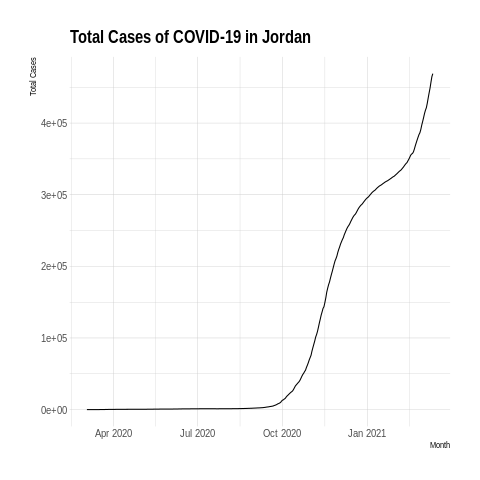 Total Cases of COVID-19 in Jordan
Total Cases
4e+05
3e+05
2e+05
1e+05
0e+00
Apr 2020
Jul 2020
Oct 2020
Jan 2021
Month